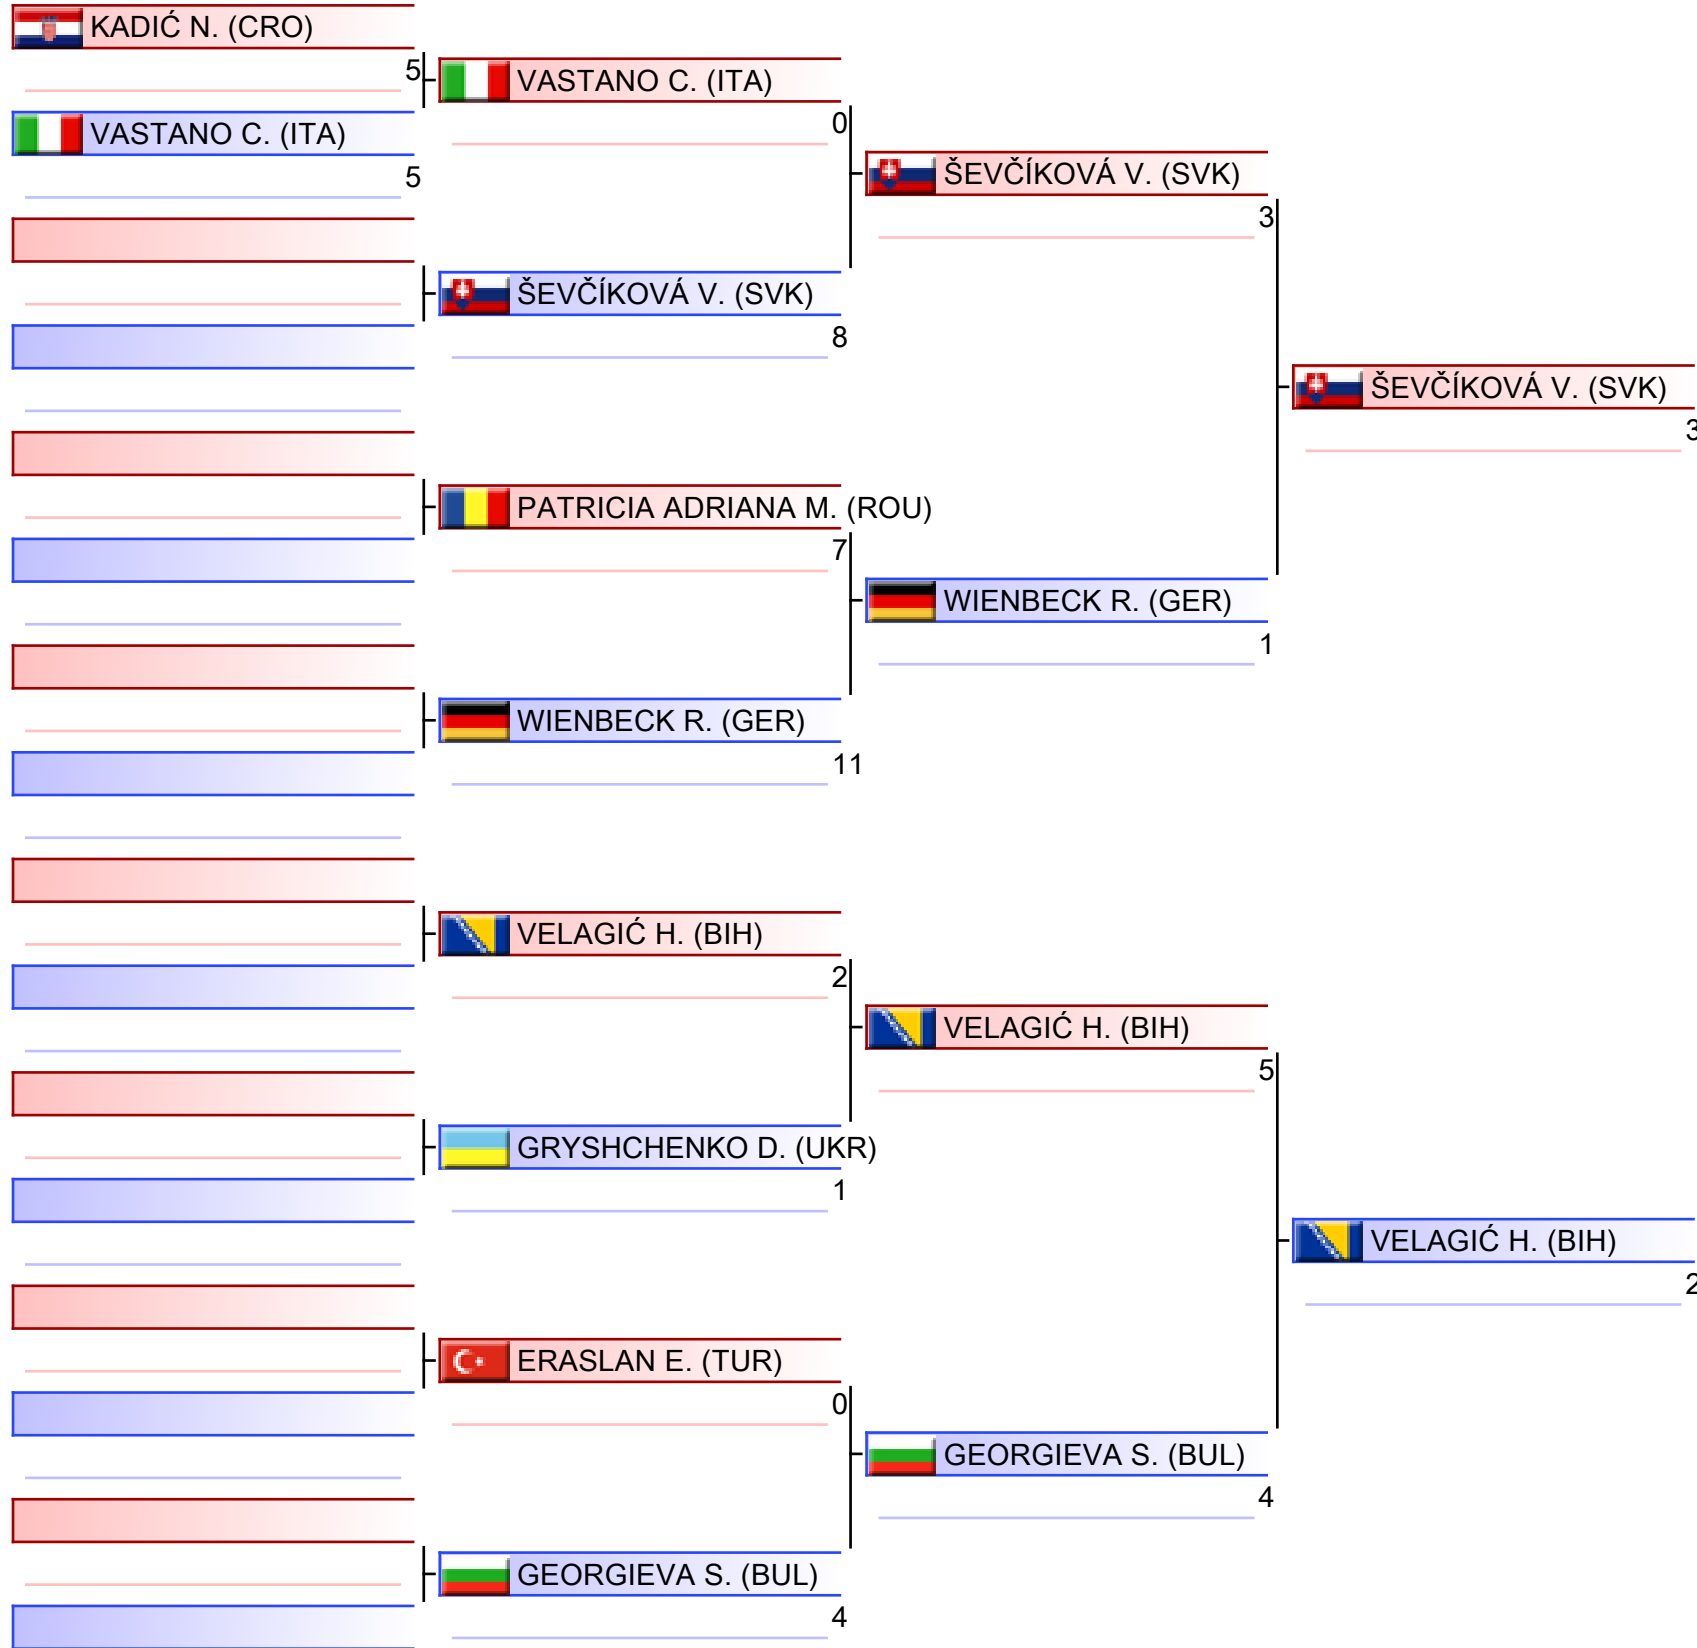 KADIĆ N. (CRO)
5
VASTANO C. (ITA)
5
VASTANO C. (ITA)
0
ŠEVČÍKOVÁ V. (SVK)
8
PATRICIA ADRIANA M. (ROU)
7
WIENBECK R. (GER)
11
VELAGIĆ H. (BIH)
2
GRYSHCHENKO D. (UKR)
1
ERASLAN E. (TUR)
0
GEORGIEVA S. (BUL)
4
ŠEVČÍKOVÁ V. (SVK)
3
WIENBECK R. (GER)
1
VELAGIĆ H. (BIH)
5
GEORGIEVA S. (BUL)
4
ŠEVČÍKOVÁ V. (SVK)
3
VELAGIĆ H. (BIH)
2